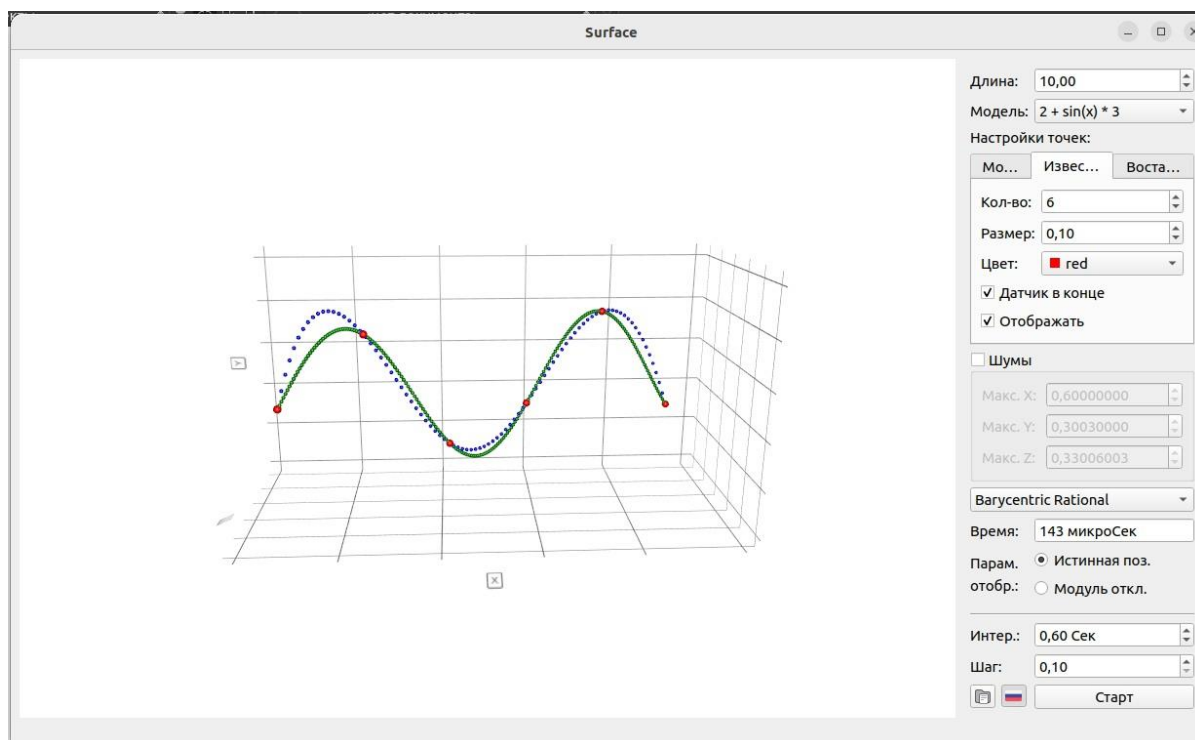 Surface
Длина: 10,00
Модель: 2 + sin(x) * 3
Настройки точек:
Мо... Извес... Воста...
Кол-во: 6
Размер: 0,10
Цвет: red
Датчик в конце
Отображать
Шумы
Макс. X: 0,60000000
Макс. Y: 0,30030000
Макс. Z: 0,33006003
Barycentric Rational
Время: 143 микроСек
Парам. отобр.: Истинная поз.
Модуль откл.
Интер.: 0,60 Сек
Шаг: 0,10
Старт
Y
X